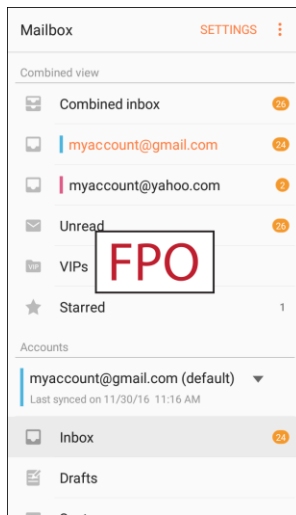 Mailbox SETTINGS
Combined view
Combined inbox 26
myaccount@gmail.com 24
myaccount@yahoo.com 2
Unread 26
VIP VIPs
FPO
Starred 1
Accounts
myaccount@gmail.com (default)
Last synced on 11/30/16 11:16 AM
Inbox 24
Drafts